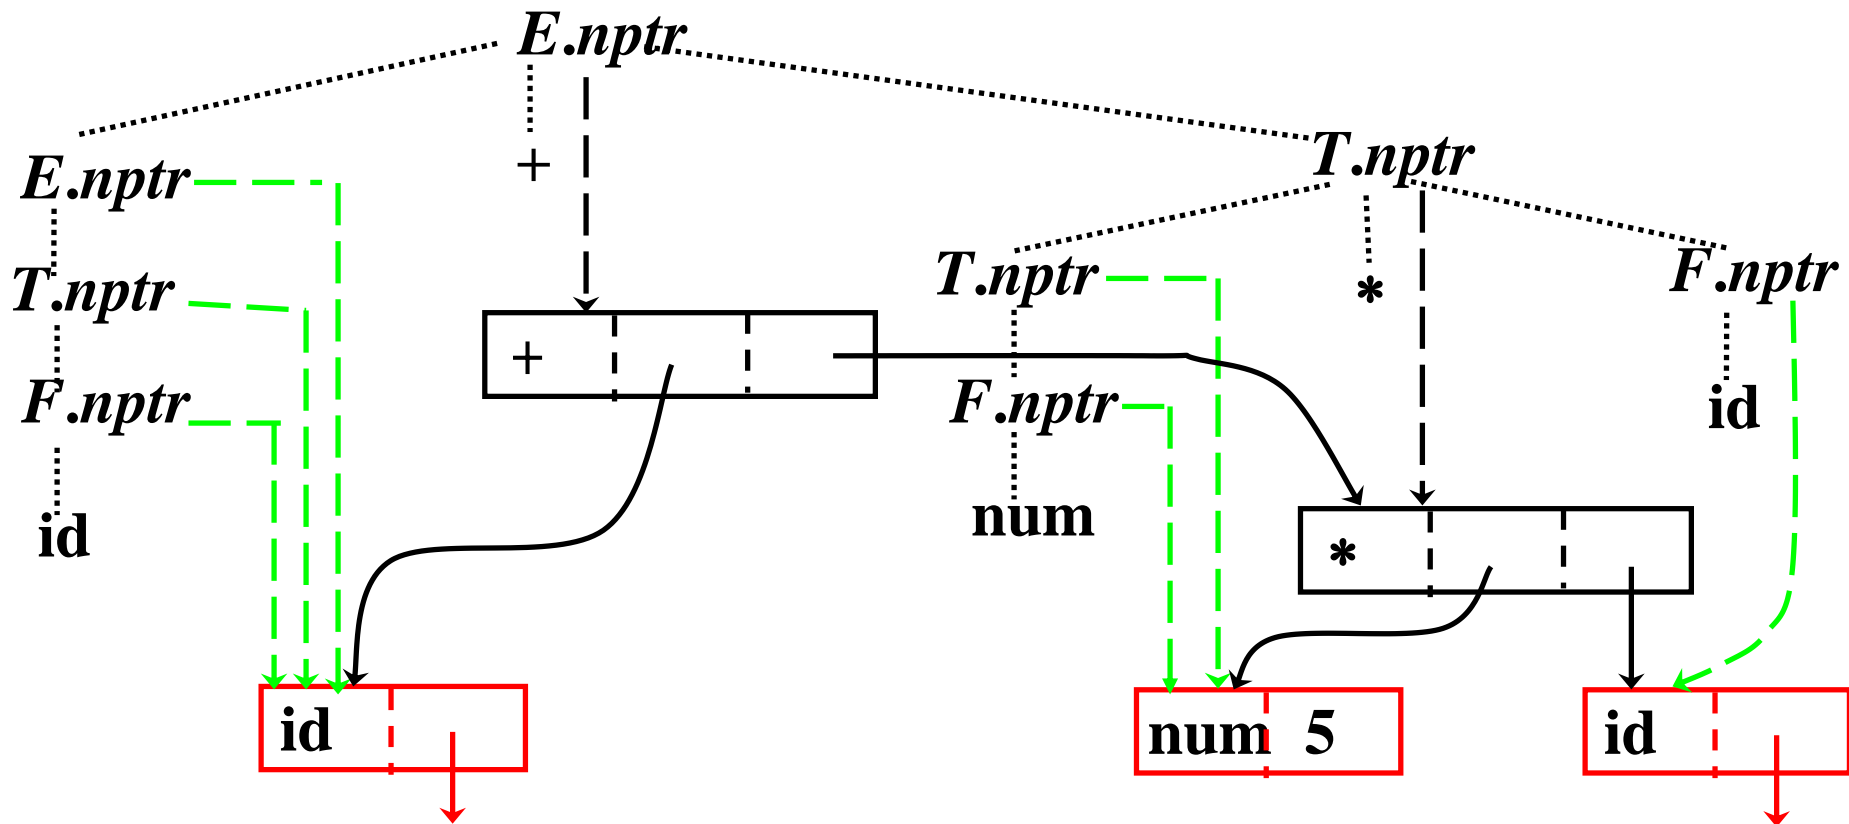 E.nptr
+
T.nptr
E.nptr
T.nptr
*
F.nptr
T.nptr
+
F.nptr
id
F.nptr
num
id
*
id
num 5
id